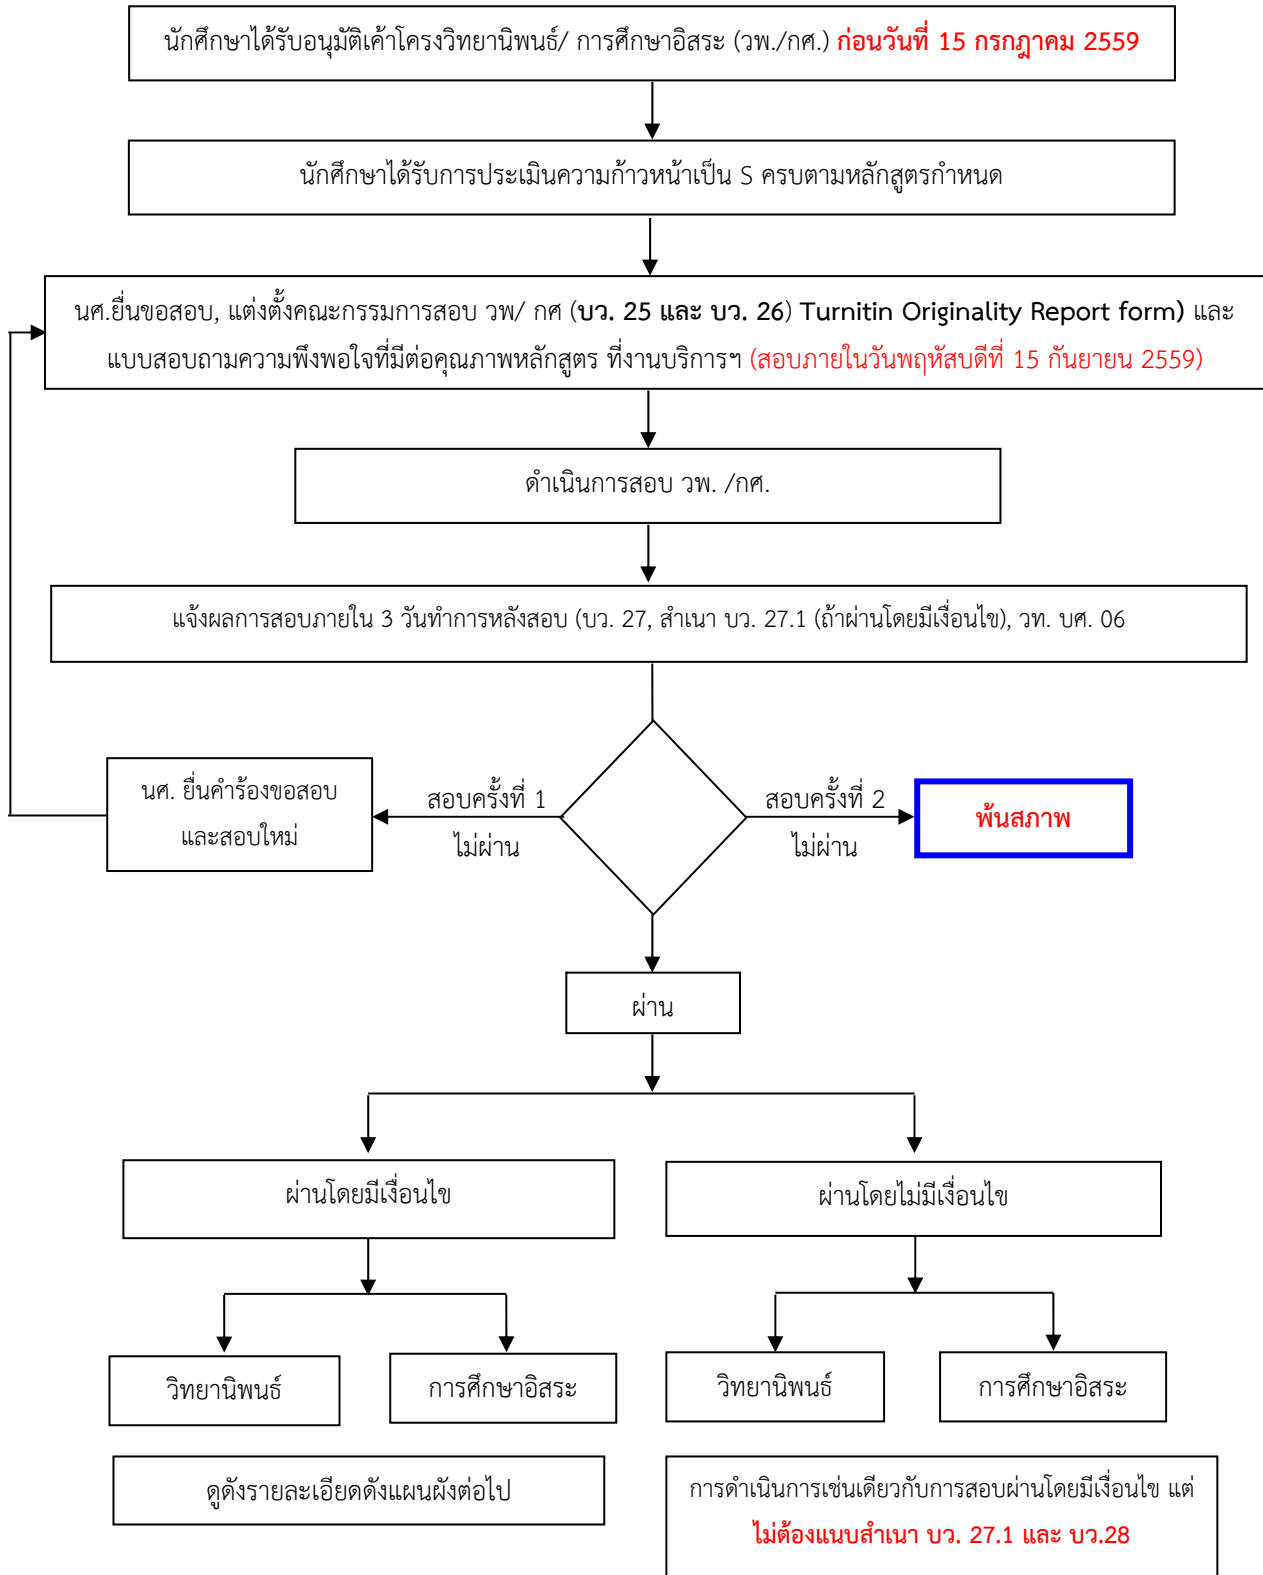 นักศึกษาได้รับอนุมัติเค้าโครงวิทยานิพนธ์/ การศึกษาอิสระ (วพ./กศ.) ก่อนวันที่ 15 กรกฎาคม 2559
นักศึกษาได้รับการประเมินความก้าวหน้าเป็น S ครบตามหลักสูตรกำหนด
นศ.ยื่นขอสอบ, แต่งตั้งคณะกรรมการสอบ วพ/ กศ (บว. 25 และ บว. 26) Turnitin Originality Report form) และ
แบบสอบถามความพึงพอใจที่มีต่อคุณภาพหลักสูตร ที่งานบริการฯ (สอบภายในวันพฤหัสบดีที่ 15 กันยายน 2559)
ดำเนินการสอบ วพ. /กศ.
แจ้งผลการสอบภายใน 3 วันทำการหลังสอบ (บว. 27, สำเนา บว. 27.1 (ถ้าผ่านโดยมีเงื่อนไข), วท. บศ. 06
นศ. ยื่นคำร้องขอสอบ
และสอบใหม่
สอบครั้งที่ 1
ไม่ผ่าน
สอบครั้งที่ 2
ไม่ผ่าน
พ้นสภาพ
ผ่าน
ผ่านโดยมีเงื่อนไข
ผ่านโดยไม่มีเงื่อนไข
วิทยานิพนธ์
การศึกษาอิสระ
วิทยานิพนธ์
การศึกษาอิสระ
ดูดังรายละเอียดดังแผนผังต่อไป
การดำเนินการเช่นเดียวกับการสอบผ่านโดยมีเงื่อนไข แต่
ไม่ต้องแนบสำเนา บว. 27.1 และ บว.28